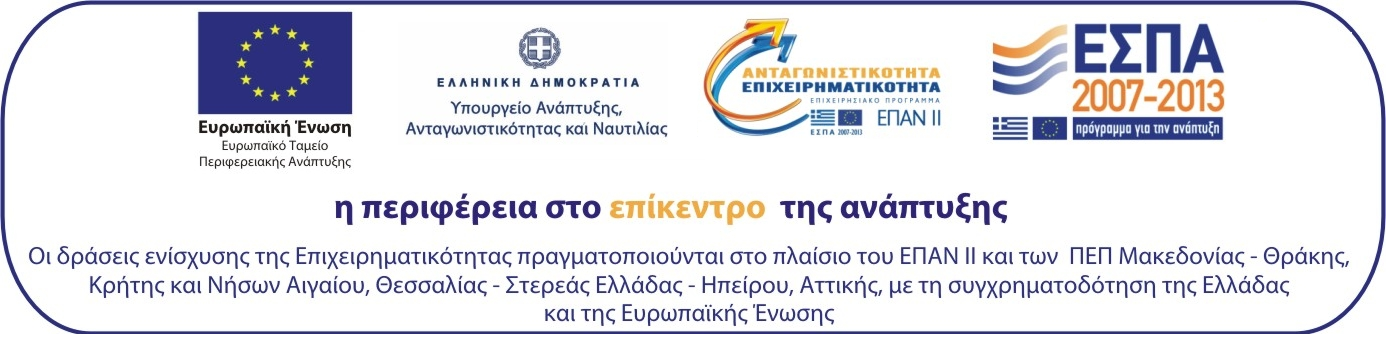 Ευρωπαϊκή Ένωση
Ευρωπαϊκό Ταμείο
Περιφερειακής Ανάπτυξης
ΕΛΛΗΝΙΚΗ ΔΗΜΟΚΡΑΤΙΑ
Υπουργείο Ανάπτυξης,
Ανταγωνιστικότητας και Ναυτιλίας
ΑΝΤΑΓΩΝΙΣΤΙΚΟΤΗΤΑ
ΕΠΙΧΕΙΡΗΜΑΤΙΚΟΤΗΤΑ
ΕΠΙΧΕΙΡΗΣΙΑΚΟ ΠΡΟΓΡΑΜΜΑ
ΕΠΑΝ ΙΙ
ΕΣΠΑ 2007-2013
ΕΣΠΑ
2007-2013
πρόγραμμα για την ανάπτυξη
η περιφέρεια στο επίκεντρο της ανάπτυξης
Οι δράσεις ενίσχυσης της Επιχειρηματικότητας πραγματοποιούνται στο πλαίσιο του ΕΠΑΝ ΙΙ και των ΠΕΠ Μακεδονίας - Θράκης,
Κρήτης και Νήσων Αιγαίου, Θεσσαλίας - Στερεάς Ελλάδας - Ηπείρου, Αττικής, με τη συγχρηματοδότηση της Ελλάδας
και της Ευρωπαϊκής Ένωσης